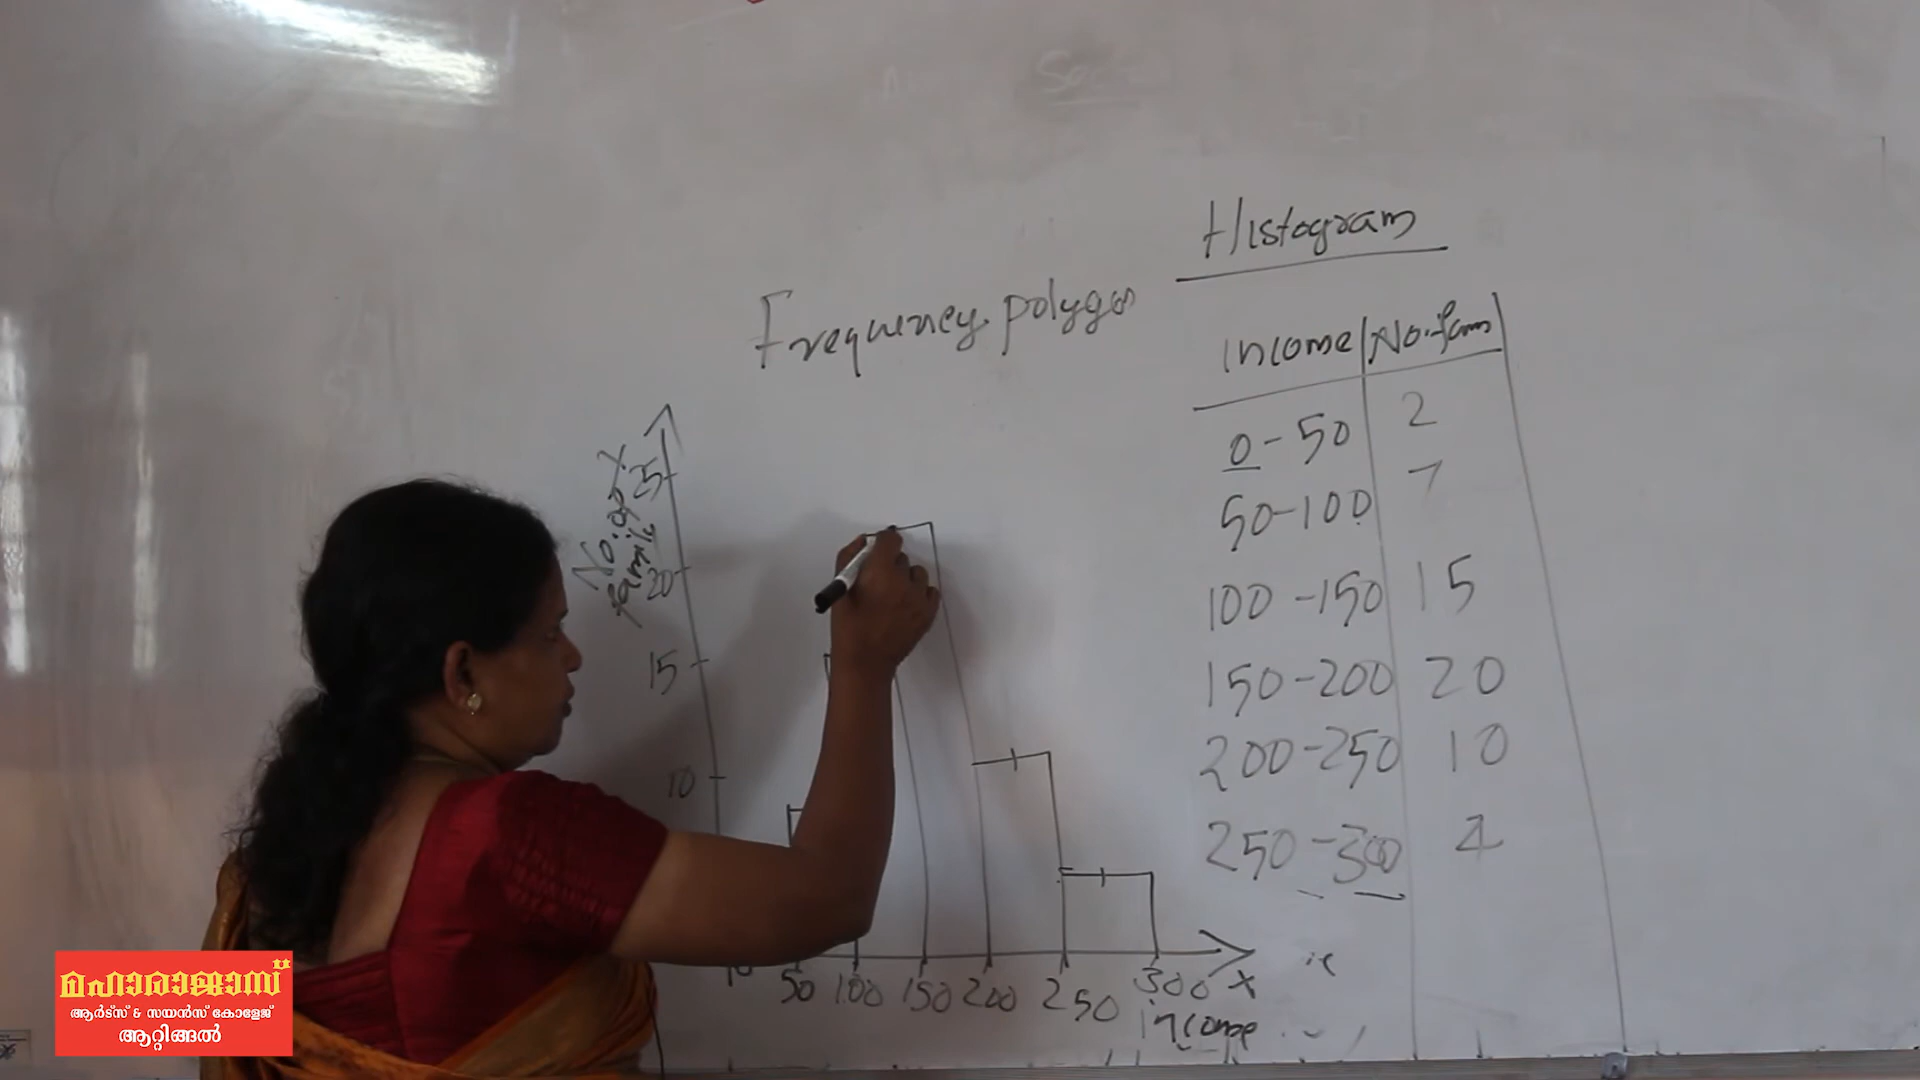 Histogram
Frequency polygon
Income No. fam
0-50 2
50-100 7
100-150 15
150-200 20
200-250 10
250-300 4
Y
No. of
famili
25
20
15
10
50 100 150 200 250 300 X
income
മഹാരാജാസ്
ആർട്സ് & സയൻസ് കോളേജ്
ആറ്റിങ്ങൽ